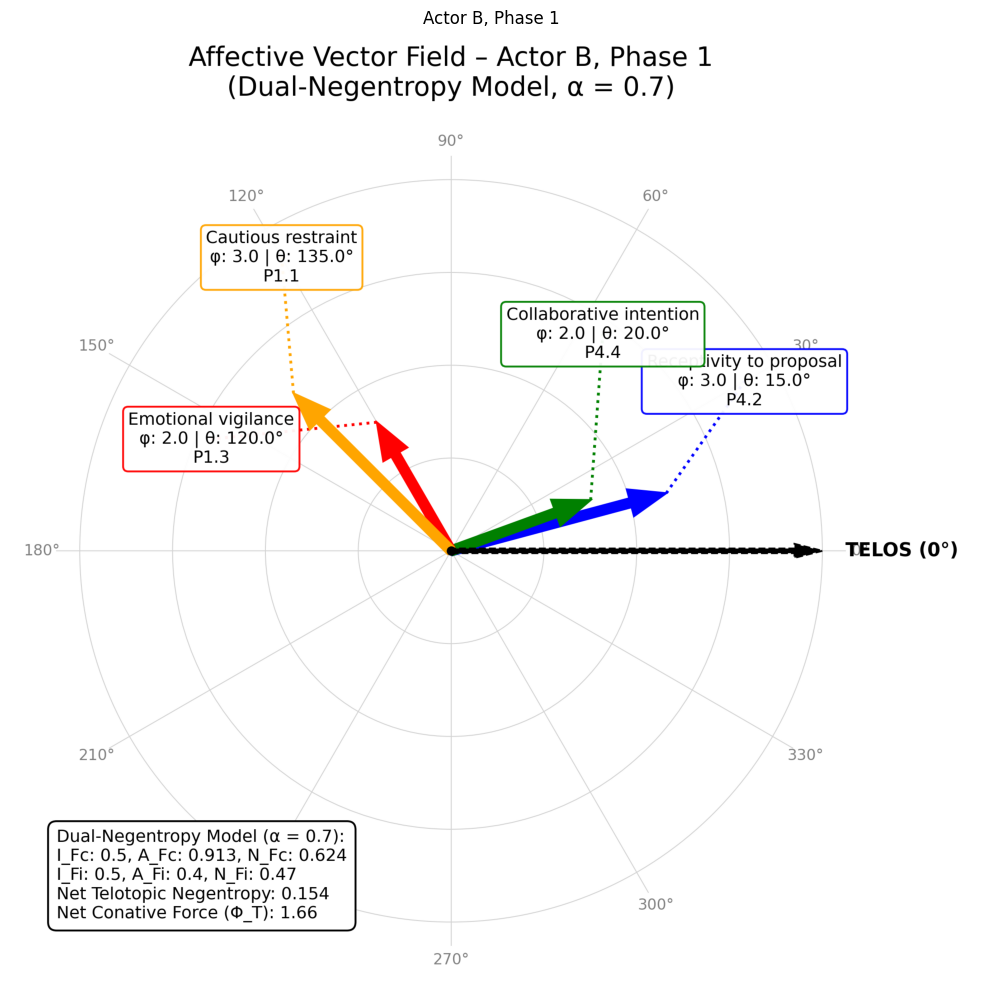 Actor B, Phase 1
Affective Vector Field – Actor B, Phase 1
(Dual-Negentropy Model, α = 0.7)
90°
120°
60°
Cautious restraint
φ: 3.0 | θ: 135.0°
P1.1
Collaborative intention
φ: 2.0 | θ: 20.0°
P4.4
150°
30°
Receptivity to proposal
φ: 3.0 | θ: 15.0°
P4.2
Emotional vigilance
φ: 2.0 | θ: 120.0°
P1.3
180°
TELOS (0°)
210°
330°
Dual-Negentropy Model (α = 0.7):
I_Fc: 0.5, A_Fc: 0.913, N_Fc: 0.624
I_Fi: 0.5, A_Fi: 0.4, N_Fi: 0.47
Net Telotopic Negentropy: 0.154
Net Conative Force (Φ_T): 1.66
300°
270°